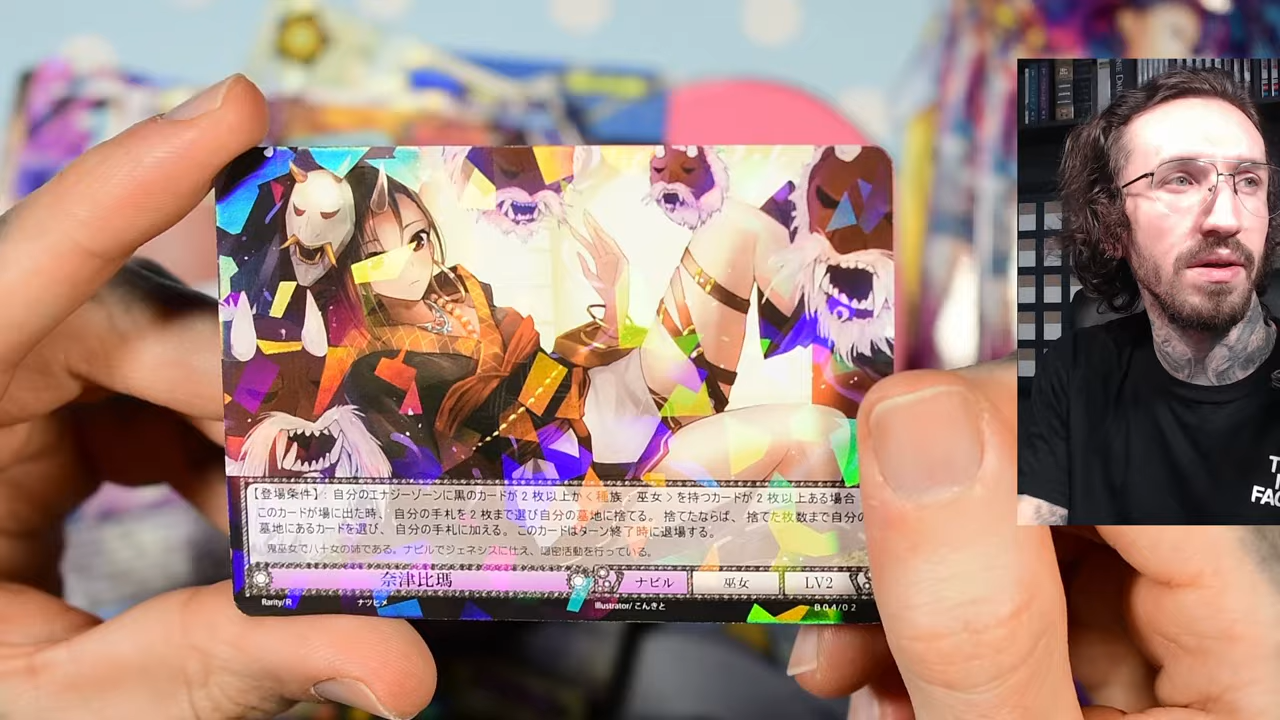 【登場条件】：自分のエナジーゾーンに黒のカードが2枚以上かく種族：巫女＞を持つカードが2枚以上ある場合
このカードが場に出た時、自分の手札を2枚まで選び自分の墓地に捨てる。捨てたならば、捨てた枚数まで自分の
墓地にあるカードを選び、自分の手札に加える。このカードはターン終了時に退場する。
鬼巫女で八十女の姉である。ナビルでジェネシスに仕え、隠密活動を行っている。
奈津比瑪 ナビル 巫女 LV2
Rarity/R ナツヒメ Illustrator/こんきと B04/02
T
FAC